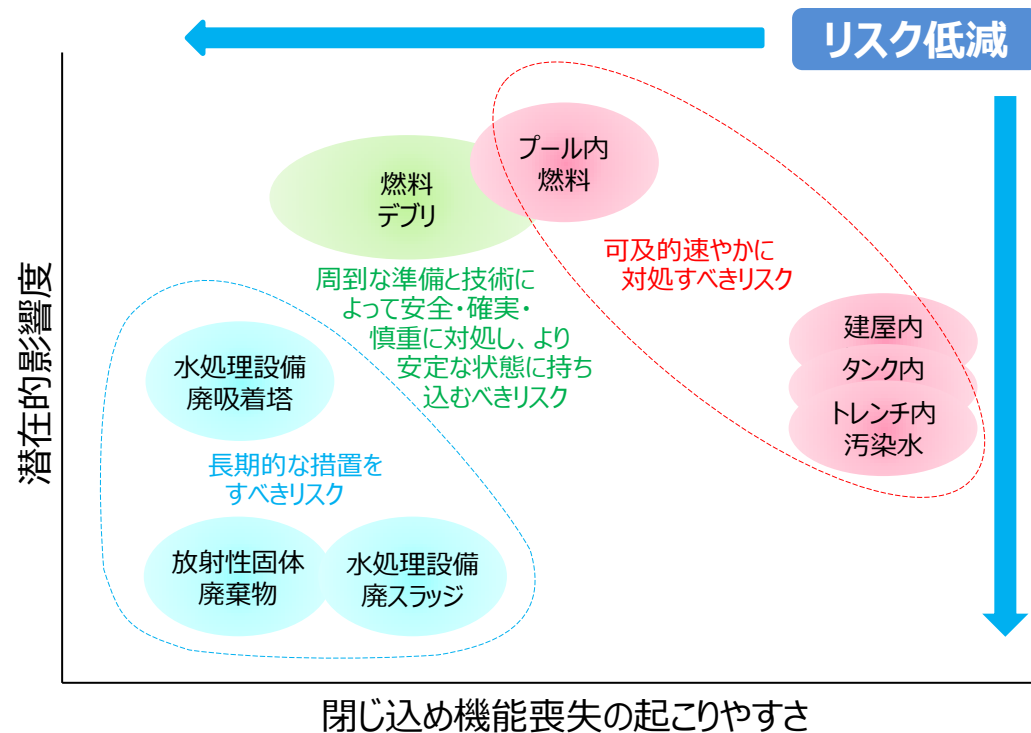 リスク低減
プール内
燃料
燃料
デブリ
可及的速やかに
対処すべきリスク
周到な準備と技術に
よって安全・確実・
慎重に対処し、より
安定な状態に持ち
込むべきリスク
建屋内
タンク内
トレンチ内
汚染水
水処理設備
廃吸着塔
長期的な措置を
すべきリスク
放射性固体
廃棄物
水処理設備
廃スラッジ
潜在的影響度
閉じ込め機能喪失の起こりやすさ